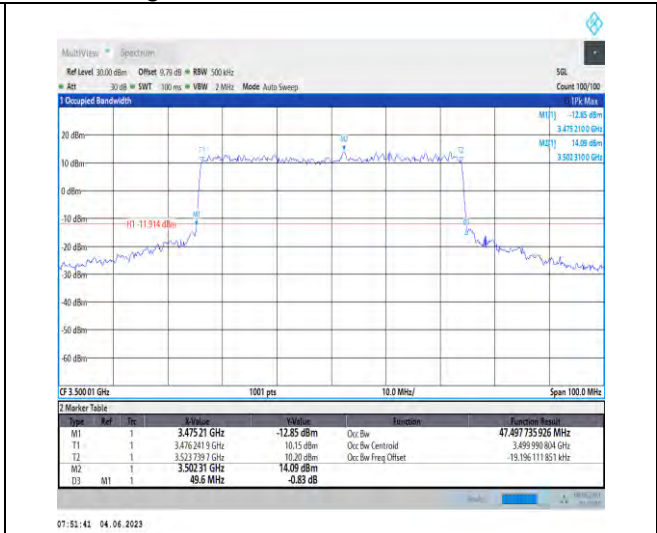 MultiView Spectrum
Ref Level 30.00 dBm Offset 9.79 dB RBW 500 kHz SGL
Att 30 dB SWT 100 ms VBW 2 MHz Mode Auto Sweep Count 100/100
1 Occupied Bandwidth 1Pk Max
M1[1] -12.85 dBm
3.475 210 0 GHz
M2[1] 14.09 dBm
3.502 310 0 GHz
20 dBm
M2
T1 T2
10 dBm
0 dBm
-10 dBm
M1
H1 -11.914 dBm
D3
-20 dBm
-30 dBm
-40 dBm
-50 dBm
-60 dBm
CF 3.500 01 GHz 1001 pts 10.0 MHz/ Span 100.0 MHz
2 Marker Table
Type Ref Trc X-Value Y-Value Function Function Result
M1 1 3.475 21 GHz -12.85 dBm Occ Bw 47.497 735 926 MHz
T1 1 3.476 241 9 GHz 10.15 dBm Occ Bw Centroid 3.499 990 804 GHz
T2 1 3.523 739 7 GHz 10.20 dBm Occ Bw Freq Offset -19.196 111 851 kHz
M2 1 3.502 31 GHz 14.09 dBm
D3 M1 1 49.6 MHz -0.83 dB
07:51:41 04.06.2023